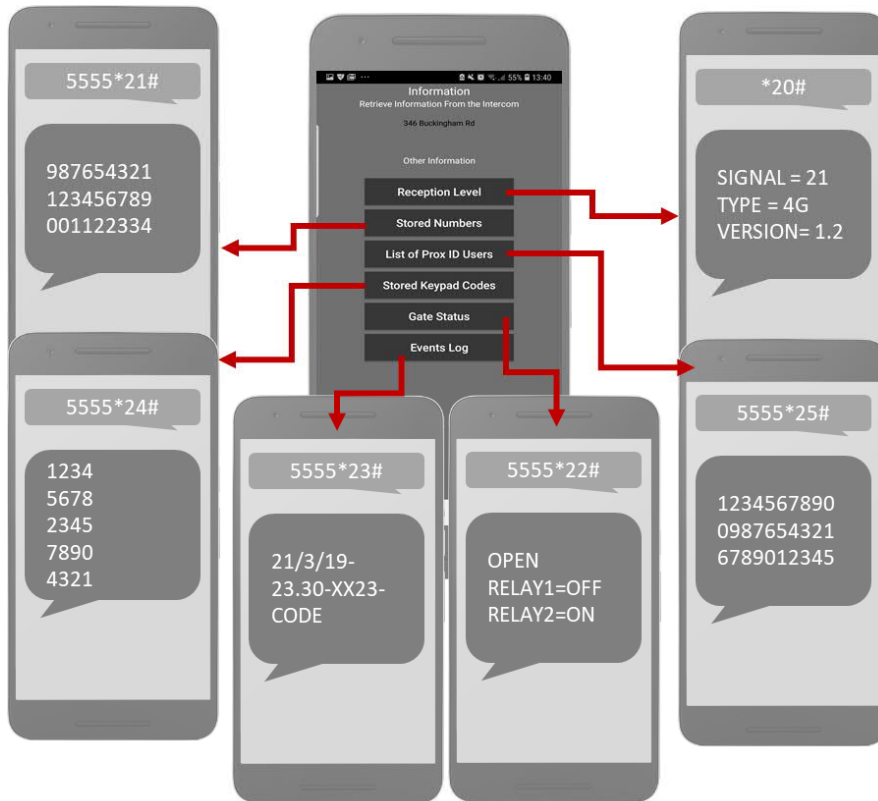 5555*21#
987654321
123456789
001122334
55% 13:40
Information
Retrieve Information From the Intercom
346 Buckingham Rd
Other Information
Reception Level
Stored Numbers
List of Prox ID Users
Stored Keypad Codes
Gate Status
Events Log
*20#
SIGNAL = 21
TYPE = 4G
VERSION= 1.2
5555*24#
1234
5678
2345
7890
4321
5555*23#
21/3/19-
23.30-XX23-
CODE
5555*22#
OPEN
RELAY1=OFF
RELAY2=ON
5555*25#
1234567890
0987654321
6789012345